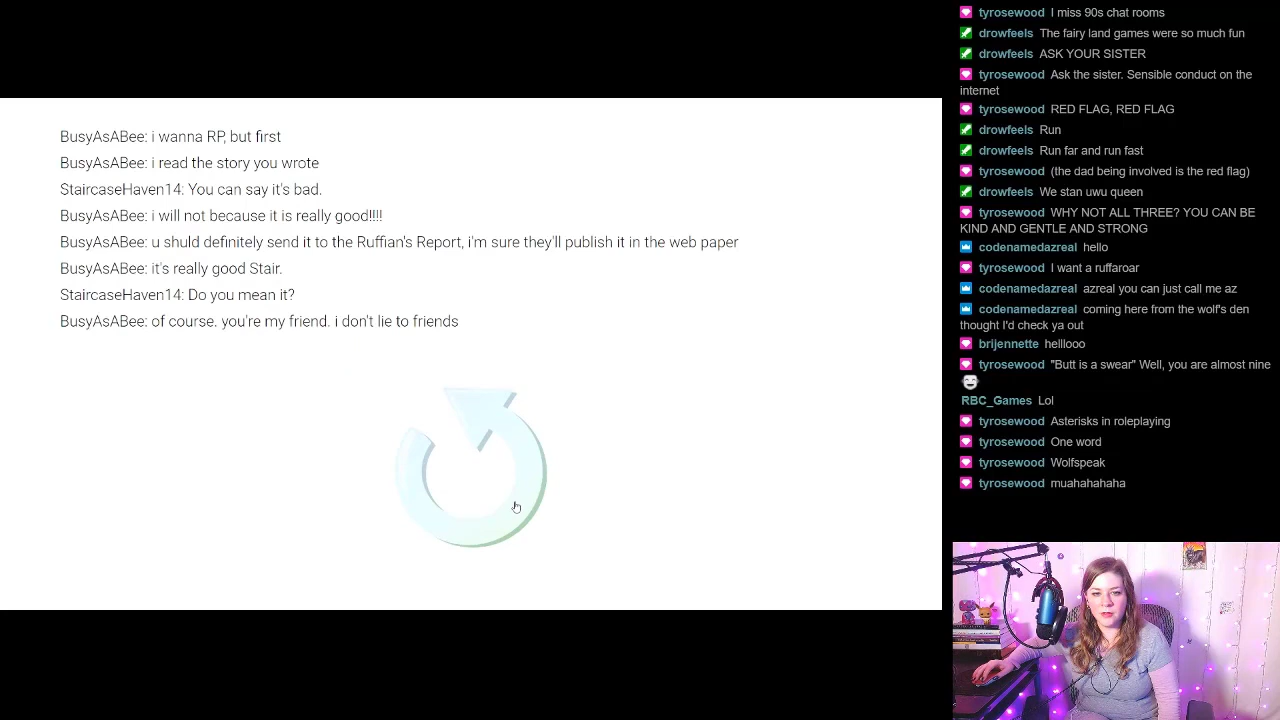 BusyAsABee: i wanna RP, but first
BusyAsABee: i read the story you wrote
StaircaseHaven14: You can say it's bad.
BusyAsABee: i will not because it is really good!!!!
BusyAsABee: u shuld definitely send it to the Ruffian's Report, i'm sure they'll publish it in the web paper
BusyAsABee: it's really good Stair.
StaircaseHaven14: Do you mean it?
BusyAsABee: of course. you're my friend. i don't lie to friends
tyrosewood I miss 90s chat rooms
drowfeels The fairy land games were so much fun
drowfeels ASK YOUR SISTER
tyrosewood Ask the sister. Sensible conduct on the
internet
tyrosewood RED FLAG, RED FLAG
drowfeels Run
drowfeels Run far and run fast
tyrosewood (the dad being involved is the red flag)
drowfeels We stan uwu queen
tyrosewood WHY NOT ALL THREE? YOU CAN BE
KIND AND GENTLE AND STRONG
codenamedazreal hello
tyrosewood I want a ruffaroar
codenamedazreal azreal you can just call me az
codenamedazreal coming here from the wolf's den
thought I'd check ya out
brijennette helllooo
tyrosewood "Butt is a swear" Well, you are almost nine
RBC_Games Lol
tyrosewood Asterisks in roleplaying
tyrosewood One word
tyrosewood Wolfspeak
tyrosewood muahahahaha